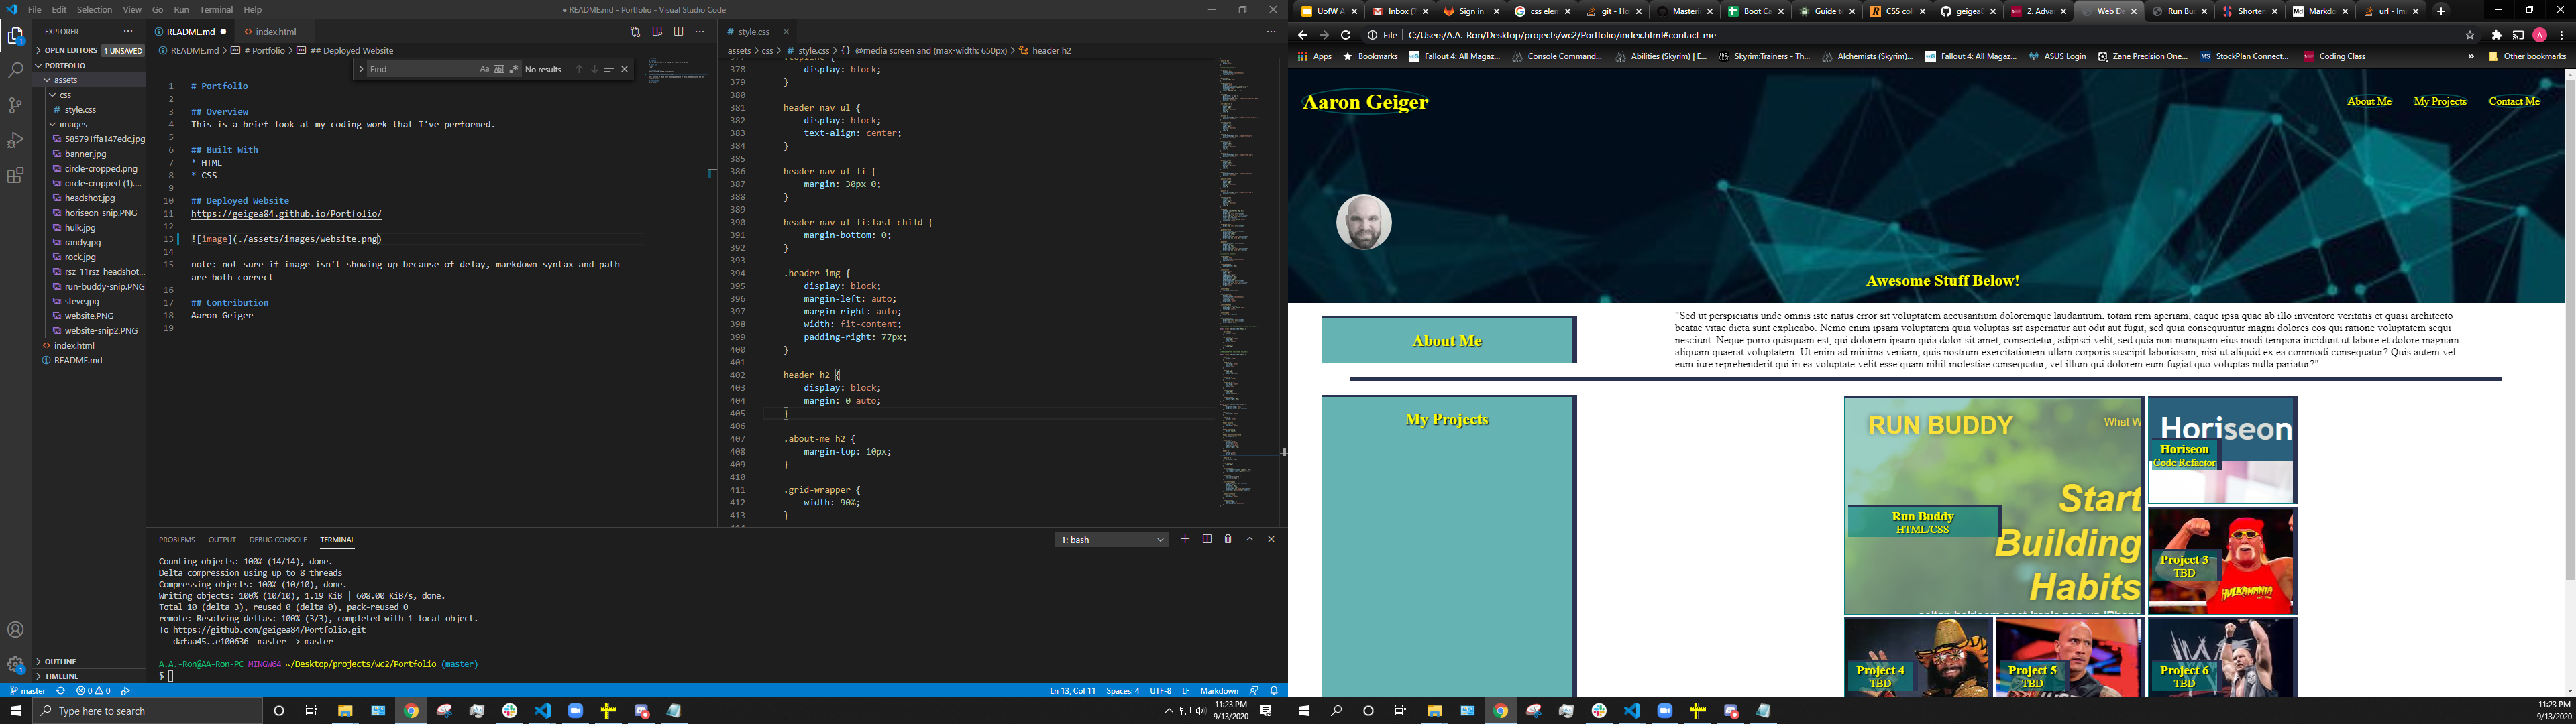 File Edit Selection View Go Run Terminal Help
● README.md - Portfolio - Visual Studio Code
EXPLORER
OPEN EDITORS 1 UNSAVED
PORTFOLIO
assets
css
# style.css
images
585791ffa147edc.jpg
banner.jpg
circle-cropped.png
circle-cropped (1)....
headshot.jpg
horiseon-snip.PNG
hulk.jpg
randy.jpg
rock.jpg
rsz_11rsz_headshot...
run-buddy-snip.PNG
steve.jpg
website.PNG
website-snip2.PNG
index.html
README.md
OUTLINE
TIMELINE
README.md ● index.html
README.md > # Portfolio > ## Deployed Website
Find Aa No results
1 # Portfolio
2
3 ## Overview
4 This is a brief look at my coding work that I've performed.
5
6 ## Built With
7 * HTML
8 * CSS
9
10 ## Deployed Website
11 https://geigea84.github.io/Portfolio/
12
13 ![image](./assets/images/website.png)
14
15 note: not sure if image isn't showing up because of delay, markdown syntax and path
are both correct
16
17 ## Contribution
18 Aaron Geiger
19
# style.css
assets > css > # style.css > {} @media screen and (max-width: 650px) > header h2
378 display: block;
379 }
380
381 header nav ul {
382 display: block;
383 text-align: center;
384 }
385
386 header nav ul li {
387 margin: 30px 0;
388 }
389
390 header nav ul li:last-child {
391 margin-bottom: 0;
392 }
393
394 .header-img {
395 display: block;
396 margin-left: auto;
397 margin-right: auto;
398 width: fit-content;
399 padding-right: 77px;
400 }
401
402 header h2 {
403 display: block;
404 margin: 0 auto;
405 }
406
407 .about-me h2 {
408 margin-top: 10px;
409 }
410
411 .grid-wrapper {
412 width: 90%;
413 }
PROBLEMS OUTPUT DEBUG CONSOLE TERMINAL
1: bash
Counting objects: 100% (14/14), done.
Delta compression using up to 8 threads
Compressing objects: 100% (10/10), done.
Writing objects: 100% (10/10), 1.19 KiB | 608.00 KiB/s, done.
Total 10 (delta 3), reused 0 (delta 0), pack-reused 0
remote: Resolving deltas: 100% (3/3), completed with 1 local object.
To https://github.com/geigea84/Portfolio.git
dafaa45..e100636 master -> master
A.A.-Ron@AA-Ron-PC MINGW64 ~/Desktop/projects/wc2/Portfolio (master)
$
master 0 0
Ln 13, Col 11 Spaces: 4 UTF-8 LF Markdown
Type here to search
11:23 PM
9/13/2020
UofW A Inbox (7 Sign in css elem git - Ho Masteri Boot Ca Guide t CSS col geigea8 2. Adva Web De Run Bu Shorter Markdo url - Im
File C:/Users/A.A.-Ron/Desktop/projects/wc2/Portfolio/index.html#contact-me
Apps Bookmarks Fallout 4: All Magaz... Console Command... Abilities (Skyrim) | E... Skyrim:Trainers - Th... Alchemists (Skyrim)... Fallout 4: All Magaz... ASUS Login Zane Precision One... StockPlan Connect... Coding Class » Other bookmarks
Aaron Geiger
About Me My Projects Contact Me
Awesome Stuff Below!
About Me
"Sed ut perspiciatis unde omnis iste natus error sit voluptatem accusantium doloremque laudantium, totam rem aperiam, eaque ipsa quae ab illo inventore veritatis et quasi architecto
beatae vitae dicta sunt explicabo. Nemo enim ipsam voluptatem quia voluptas sit aspernatur aut odit aut fugit, sed quia consequuntur magni dolores eos qui ratione voluptatem sequi
nesciunt. Neque porro quisquam est, qui dolorem ipsum quia dolor sit amet, consectetur, adipisci velit, sed quia non numquam eius modi tempora incidunt ut labore et dolore magnam
aliquam quaerat voluptatem. Ut enim ad minima veniam, quis nostrum exercitationem ullam corporis suscipit laboriosam, nisi ut aliquid ex ea commodi consequatur? Quis autem vel
eum iure reprehenderit qui in ea voluptate velit esse quam nihil molestiae consequatur, vel illum qui dolorem eum fugiat quo voluptas nulla pariatur?"
My Projects
RUN BUDDY What W
Start
Building
Habits
Run Buddy
HTML/CSS
Horiseon
Horiseon
Code Refactor
HULKAMANIA
Project 3
TBD
Project 4
TBD
Project 5
TBD
Project 6
TBD
11:23 PM
9/13/2020